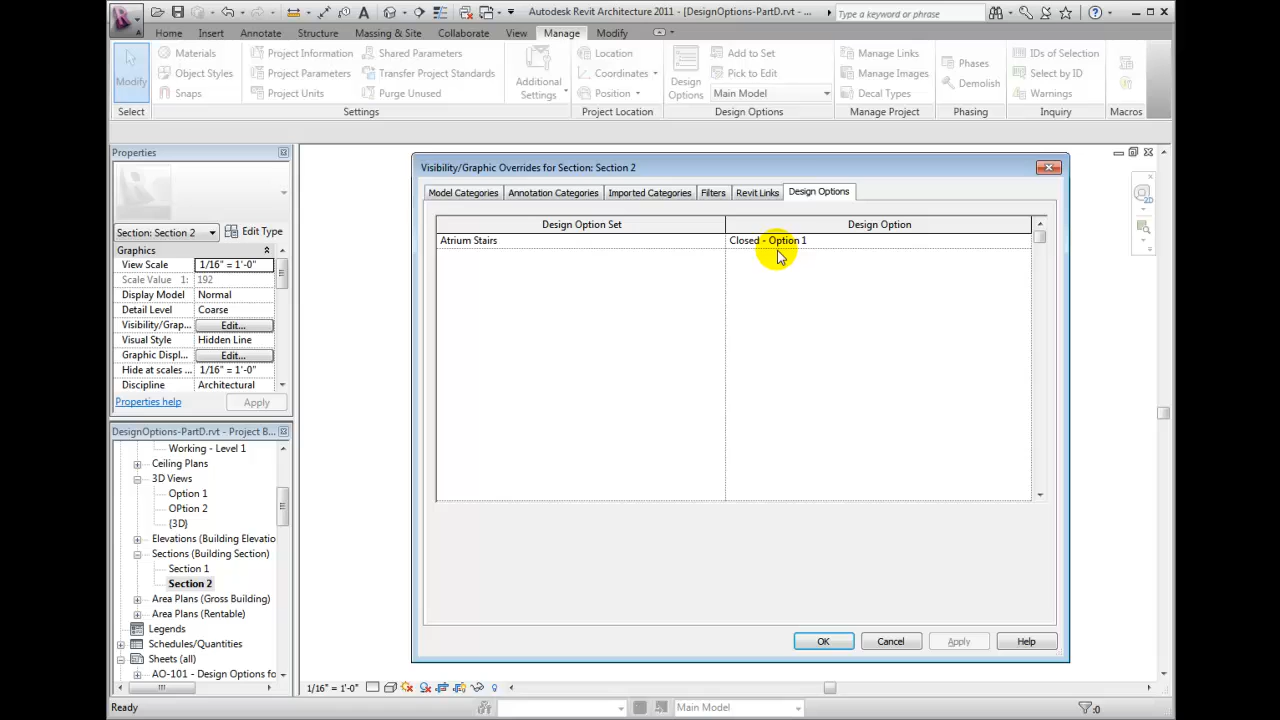 Autodesk Revit Architecture 2011 - [DesignOptions-PartD.rvt - ...
Type a keyword or phrase
Home Insert Annotate Structure Massing & Site Collaborate View Manage Modify
Modify
Materials
Object Styles
Snaps
Project Information
Project Parameters
Project Units
Shared Parameters
Transfer Project Standards
Purge Unused
Additional
Settings
Location
Coordinates
Position
Design
Options
Add to Set
Pick to Edit
Main Model
Manage Links
Manage Images
Decal Types
Phases
Demolish
IDs of Selection
Select by ID
Warnings
Select Settings Project Location Design Options Manage Project Phasing Inquiry Macros
Properties
Section: Section 2 Edit Type
Graphics
View Scale 1/16" = 1'-0"
Scale Value 1: 192
Display Model Normal
Detail Level Coarse
Visibility/Grap... Edit...
Visual Style Hidden Line
Graphic Displ... Edit...
Hide at scales ... 1/16" = 1'-0"
Discipline Architectural
Properties help Apply
DesignOptions-PartD.rvt - Project B...
Working - Level 1
Ceiling Plans
3D Views
Option 1
OPtion 2
{3D}
Elevations (Building Elevatio
Sections (Building Section)
Section 1
Section 2
Area Plans (Gross Building)
Area Plans (Rentable)
Legends
Schedules/Quantities
Sheets (all)
AO-101 - Design Options fo
Visibility/Graphic Overrides for Section: Section 2
Model Categories Annotation Categories Imported Categories Filters Revit Links Design Options
Design Option Set Design Option
Atrium Stairs Closed - Option 1
OK Cancel Apply Help
1/16" = 1'-0"
Ready Main Model :0